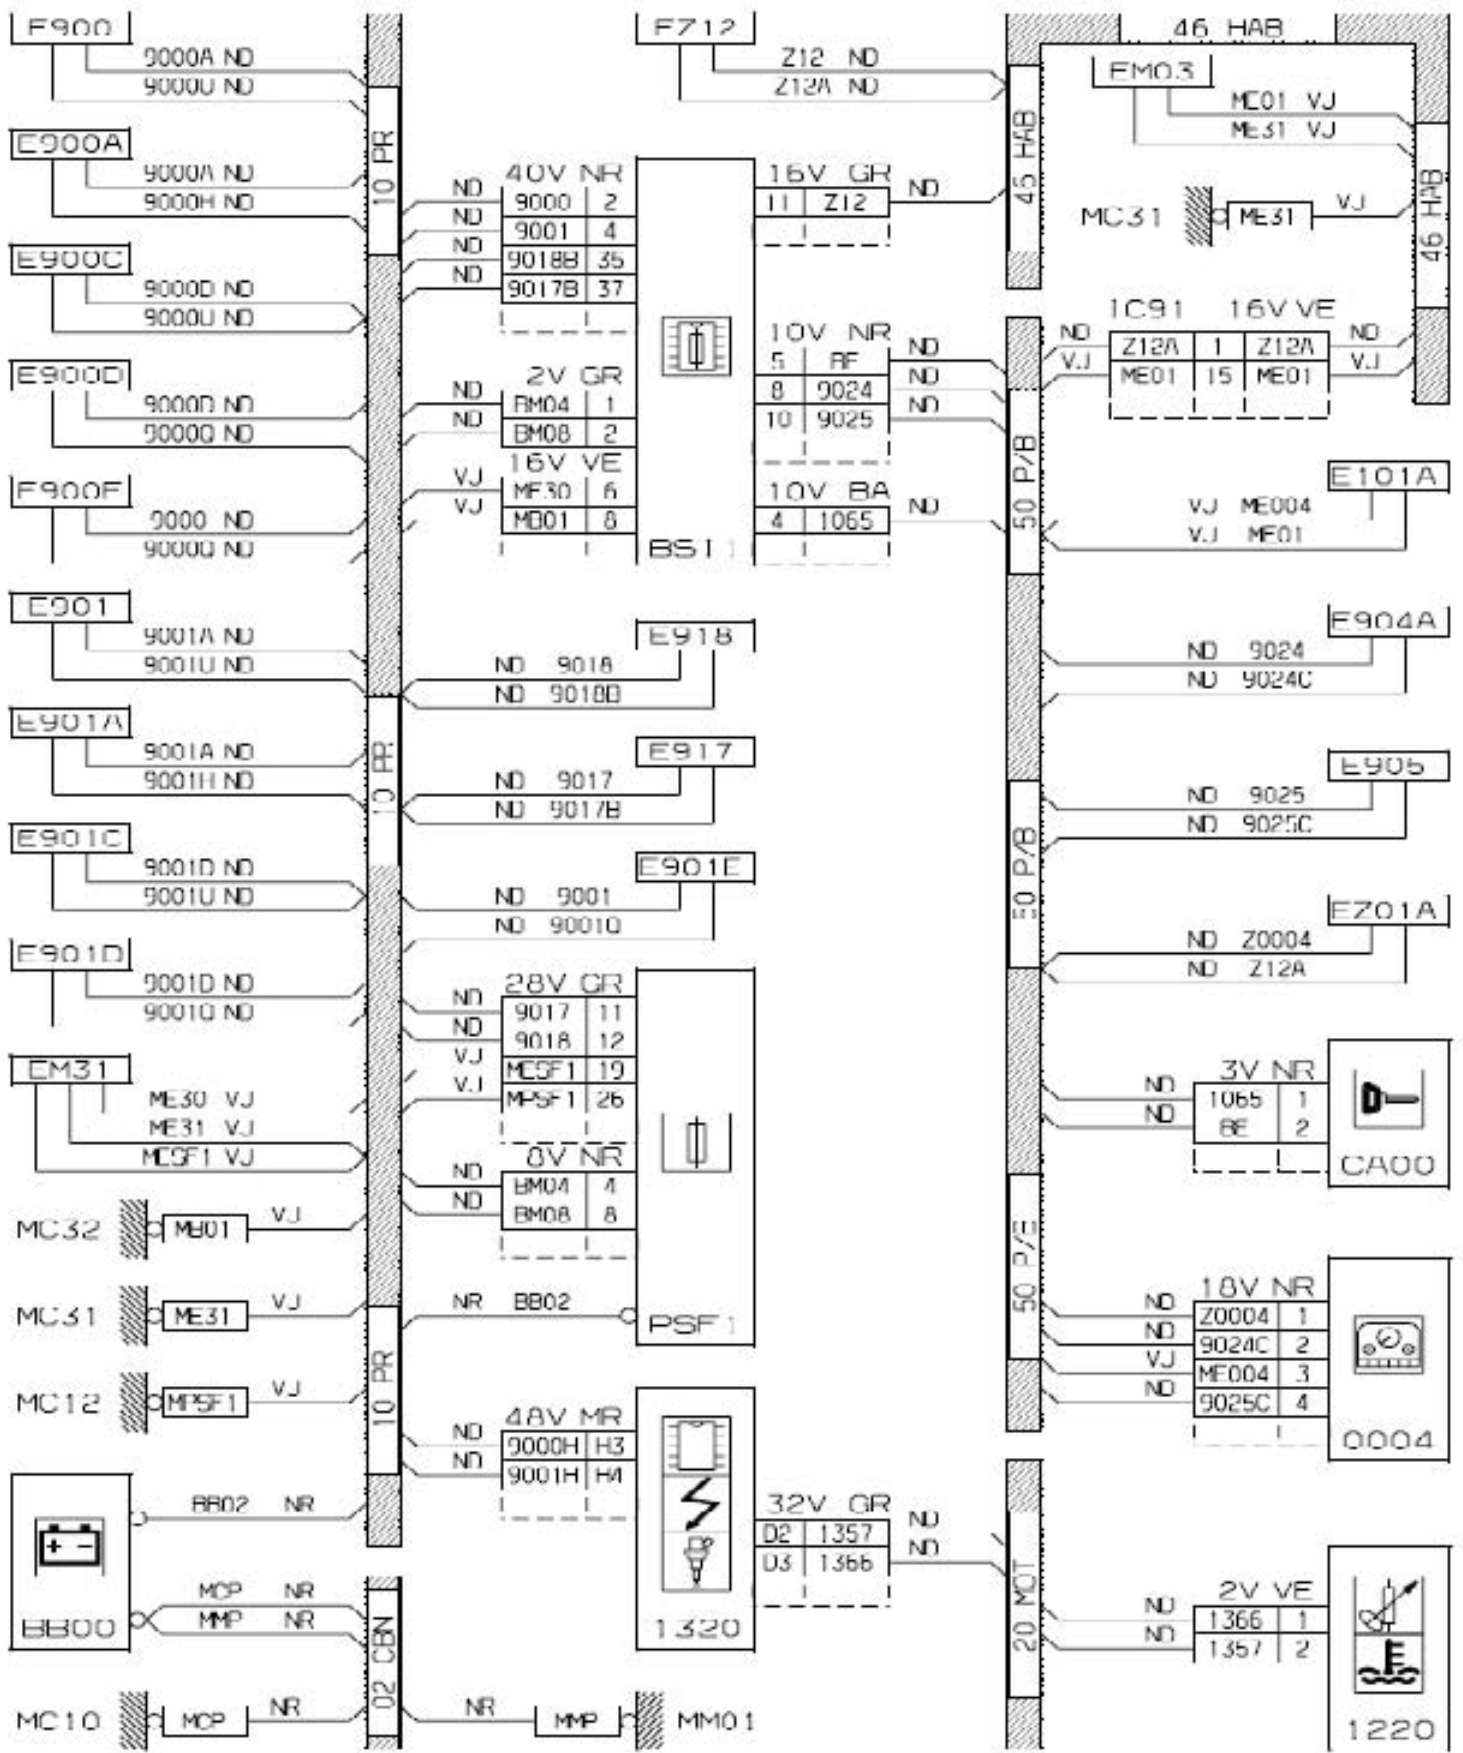 E900
9000A ND
9000U ND
E900A
9000A ND
9000H ND
E900C
9000D ND
9000U ND
E900D
9000D ND
9000Q ND
E900E
9000 ND
9000Q ND
E901
9001A ND
9001U ND
E901A
9001A ND
9001H ND
E901C
9001D ND
9001U ND
E901D
9001D ND
9001Q ND
EM31
ME30 VJ
ME31 VJ
MESF1 VJ
MC32 MB01 VJ
MC31 ME31 VJ
MC12 MPSF1 VJ
BB02 NR
+ -
MCP NR
MMP NR
BB00
MC10 MCP NR
10 PR
10 PR
10 PR
02 CBN
40V NR
ND 9000 2
ND 9001 4
ND 9018B 35
ND 9017B 37
2V GR
ND BM04 1
ND BM08 2
16V VE
VJ ME30 6
VJ MB01 8
BSI1
ND 9018
ND 9018B
E918
E917
ND 9017
ND 9017B
E901E
ND 9001
ND 9001Q
28V GR
ND 9017 11
ND 9018 12
VJ MESF1 19
VJ MPSF1 26
8V NR
ND BM04 4
ND BM08 8
NR BB02
PSF1
48V MR
ND 9000H H3
ND 9001H H4
1320
NR MMP MM01
EZ12
Z12 ND
Z12A ND
16V GR
11 Z12 ND
10V NR
5 BE ND
8 9024 ND
10 9025 ND
10V BA
4 1065 ND
32V GR
D2 1357 ND
D3 1366 ND
46 HAB
50 P/B
50 P/B
50 P/B
20 MOT
46 HAB
EM03
ME01 VJ
ME31 VJ
MC31 ME31 VJ
46 HAB
1C91 16V VE
ND Z12A 1 Z12A ND
VJ ME01 15 ME01 VJ
E101A
VJ ME004
VJ ME01
E904A
ND 9024
ND 9024C
E905
ND 9025
ND 9025C
EZ01A
ND Z0004
ND Z12A
3V NR
ND 1065 1
ND BE 2
CA00
18V NR
ND Z0004 1
ND 9024C 2
VJ ME004 3
ND 9025C 4
0004
2V VE
ND 1366 1
ND 1357 2
1220